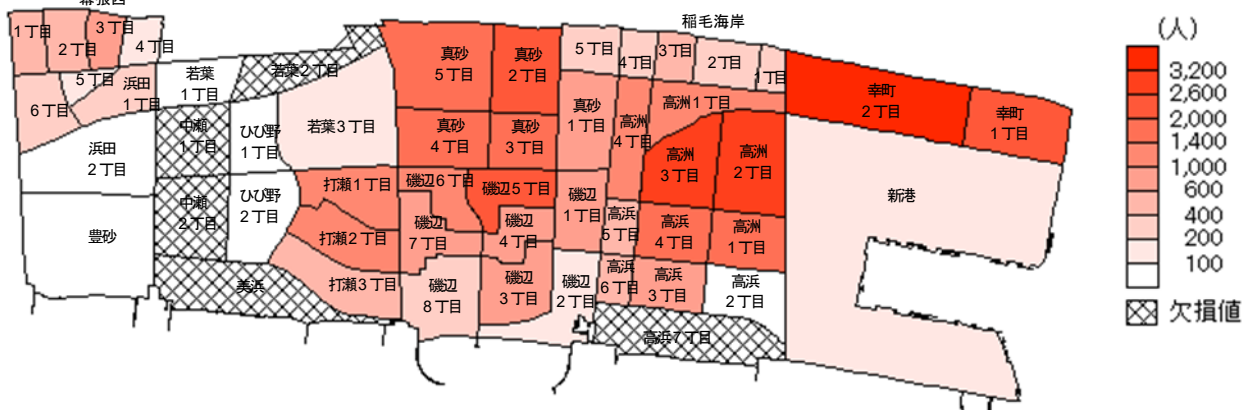 幕張西
1丁目
2丁目
3丁目
4丁目
5丁目
6丁目
浜田
1丁目
浜田
2丁目
豊砂
若葉
1丁目
若葉2丁目
若葉3丁目
中瀬
1丁目
中瀬
2丁目
ひび野
1丁目
ひび野
2丁目
美浜
打瀬1丁目
打瀬2丁目
打瀬3丁目
真砂
5丁目
真砂
2丁目
真砂
4丁目
真砂
3丁目
真砂
1丁目
磯辺6丁目
磯辺5丁目
磯辺
7丁目
磯辺
4丁目
磯辺
1丁目
磯辺
8丁目
磯辺
3丁目
磯辺
2丁目
稲毛海岸
5丁目
4丁目
3丁目
2丁目
1丁目
高洲1丁目
高洲
4丁目
高洲
3丁目
高洲
2丁目
高洲
1丁目
高浜
5丁目
高浜
4丁目
高浜
6丁目
高浜
3丁目
高浜
2丁目
高浜7丁目
幸町
2丁目
幸町
1丁目
新港
(人)
3,200
2,600
2,000
1,400
1,000
600
400
200
100
欠損値